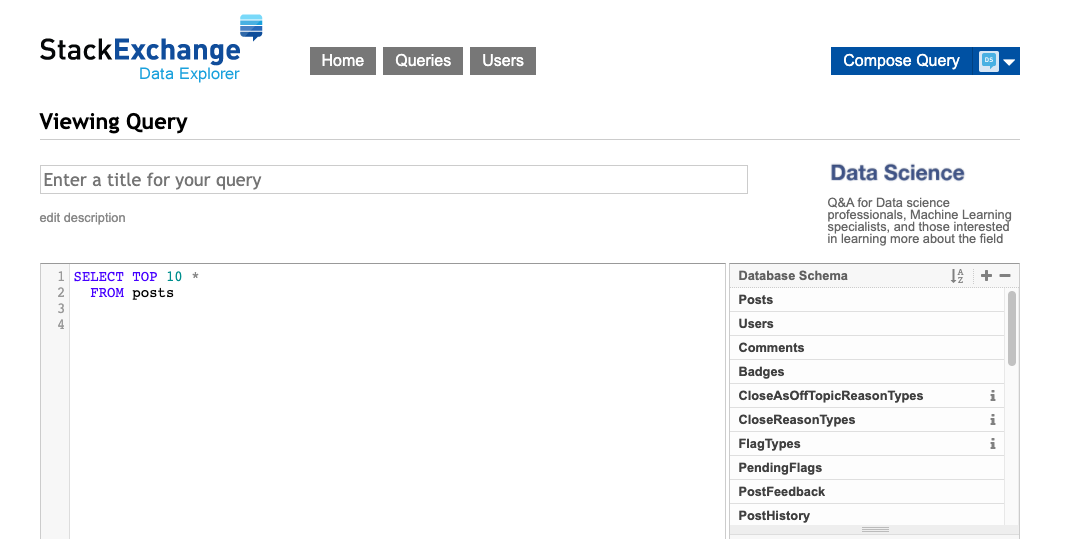 StackExchange
Data Explorer
Home
Queries
Users
Compose Query
DS
Viewing Query
Enter a title for your query
edit description
Data Science
Q&A for Data science
professionals, Machine Learning
specialists, and those interested
in learning more about the field
1 SELECT TOP 10 *
2 FROM posts
3
4
Database Schema
A
Z
Posts
Users
Comments
Badges
CloseAsOffTopicReasonTypes
CloseReasonTypes
FlagTypes
PendingFlags
PostFeedback
PostHistory